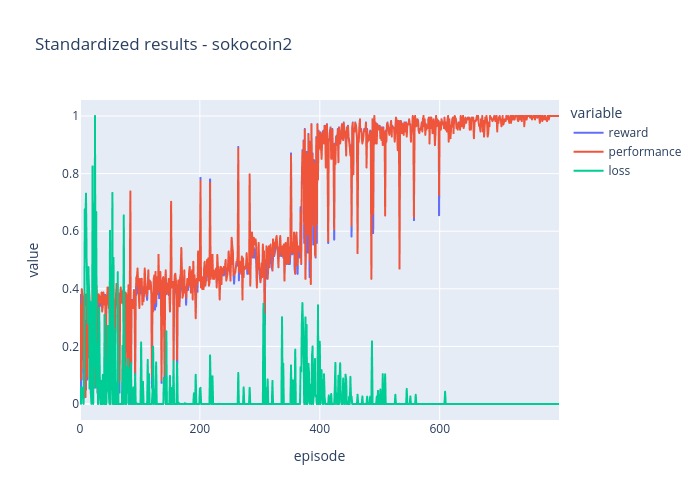 Standardized results - sokocoin2
variable
reward
performance
loss
value
1
0.8
0.6
0.4
0.2
0
0
200
400
600
episode